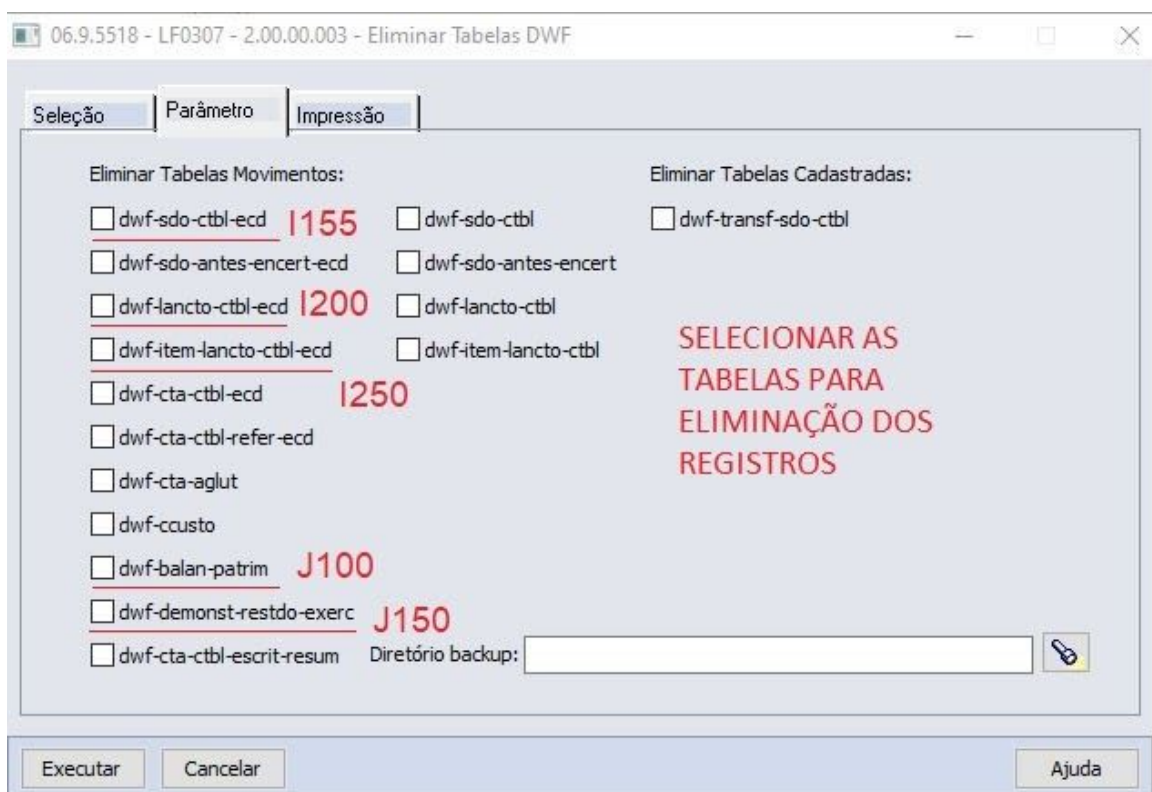 06.9.5518 - LF0307 - 2.00.00.003 - Eliminar Tabelas DWF
Seleção Parâmetro Impressão
Eliminar Tabelas Movimentos: Eliminar Tabelas Cadastradas:
dwf-sdo-ctbl-ecd I155 dwf-sdo-ctbl dwf-transf-sdo-ctbl
dwf-sdo-antes-encert-ecd dwf-sdo-antes-encert
dwf-lancto-ctbl-ecd I200 dwf-lancto-ctbl
dwf-item-lancto-ctbl-ecd dwf-item-lancto-ctbl
dwf-cta-ctbl-ecd I250
SELECIONAR AS
TABELAS PARA
ELIMINAÇÃO DOS
REGISTROS
dwf-cta-ctbl-refer-ecd
dwf-cta-aglut
dwf-ccusto
dwf-balan-patrim J100
dwf-demonst-restdo-exerc J150
dwf-cta-ctbl-escrit-resum Diretório backup:
Executar Cancelar Ajuda